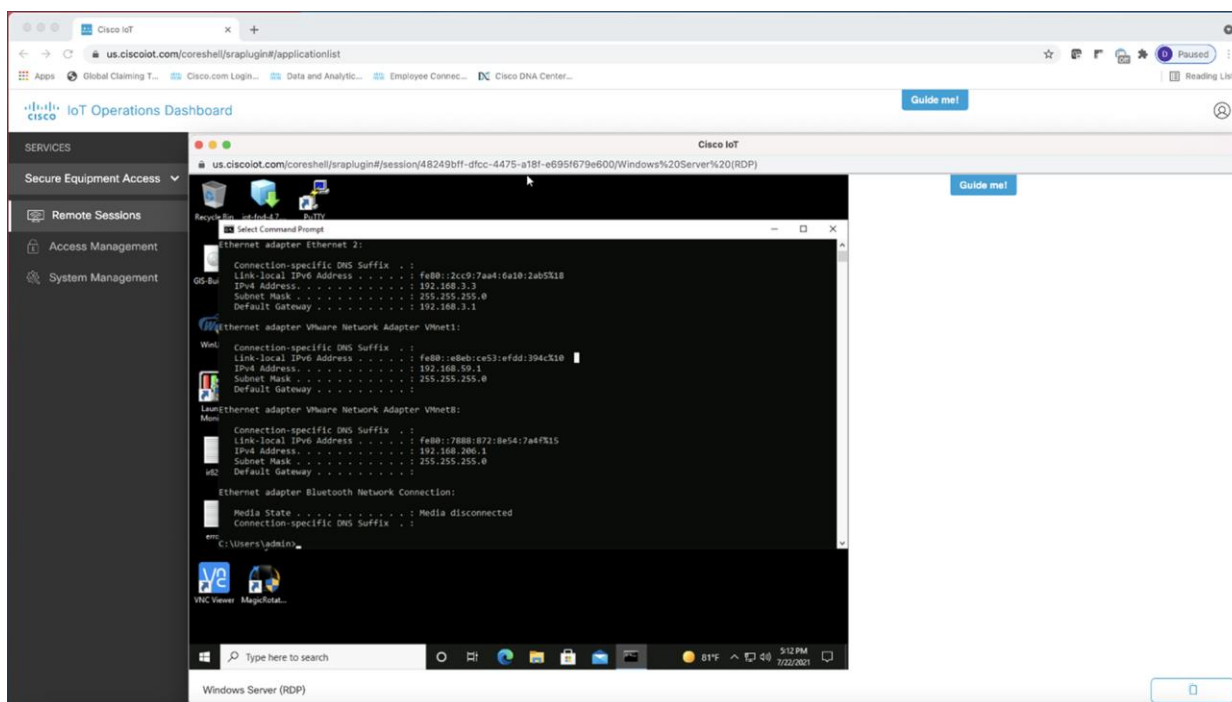 Cisco IoT
us.ciscoiot.com/coreshell/sraplugin#/applicationlist
D Paused
Apps Global Claiming T... Cisco.com Login... Data and Analytic... Employee Connec... Cisco DNA Center...
Reading List
cisco IoT Operations Dashboard
Guide me!
SERVICES
Secure Equipment Access
Remote Sessions
Access Management
System Management
Cisco IoT
us.ciscoiot.com/coreshell/sraplugin#/session/48249bff-dfcc-4475-a18f-e695f679e600/Windows%20Server%20(RDP)
Guide me!
Recycle Bin iot-fnd-4.7... PuTTY
Select Command Prompt
Ethernet adapter Ethernet 2:
Connection-specific DNS Suffix . :
Link-local IPv6 Address . . . . . : fe80::2cc9:7aa4:6a10:2ab5%18
IPv4 Address. . . . . . . . . . . : 192.168.3.3
Subnet Mask . . . . . . . . . . . : 255.255.255.0
Default Gateway . . . . . . . . . : 192.168.3.1
Ethernet adapter VMware Network Adapter VMnet1:
Connection-specific DNS Suffix . :
Link-local IPv6 Address . . . . . : fe80::e8eb:ce53:efdd:394c%10
IPv4 Address. . . . . . . . . . . : 192.168.59.1
Subnet Mask . . . . . . . . . . . : 255.255.255.0
Default Gateway . . . . . . . . . :
Ethernet adapter VMware Network Adapter VMnet8:
Connection-specific DNS Suffix . :
Link-local IPv6 Address . . . . . : fe80::7888:872:8e54:7a4f%15
IPv4 Address. . . . . . . . . . . : 192.168.206.1
Subnet Mask . . . . . . . . . . . : 255.255.255.0
Default Gateway . . . . . . . . . :
Ethernet adapter Bluetooth Network Connection:
Media State . . . . . . . . . . . : Media disconnected
Connection-specific DNS Suffix . :
C:\Users\admin>
GIS-Bui
Laun
Moni
VNC Viewer MagicRotat...
Type here to search
81°F
5:12 PM
7/22/2021
Windows Server (RDP)